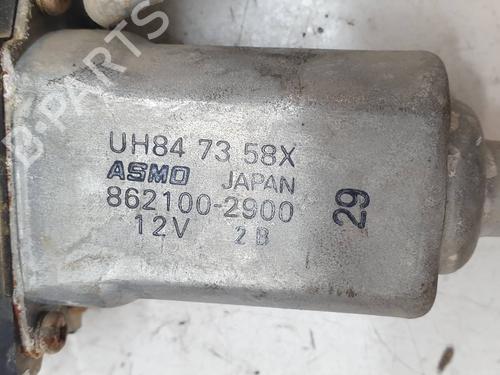 UH84 73 58X
ASMO JAPAN
862100-2900
12V 2B
29
B-PARTS